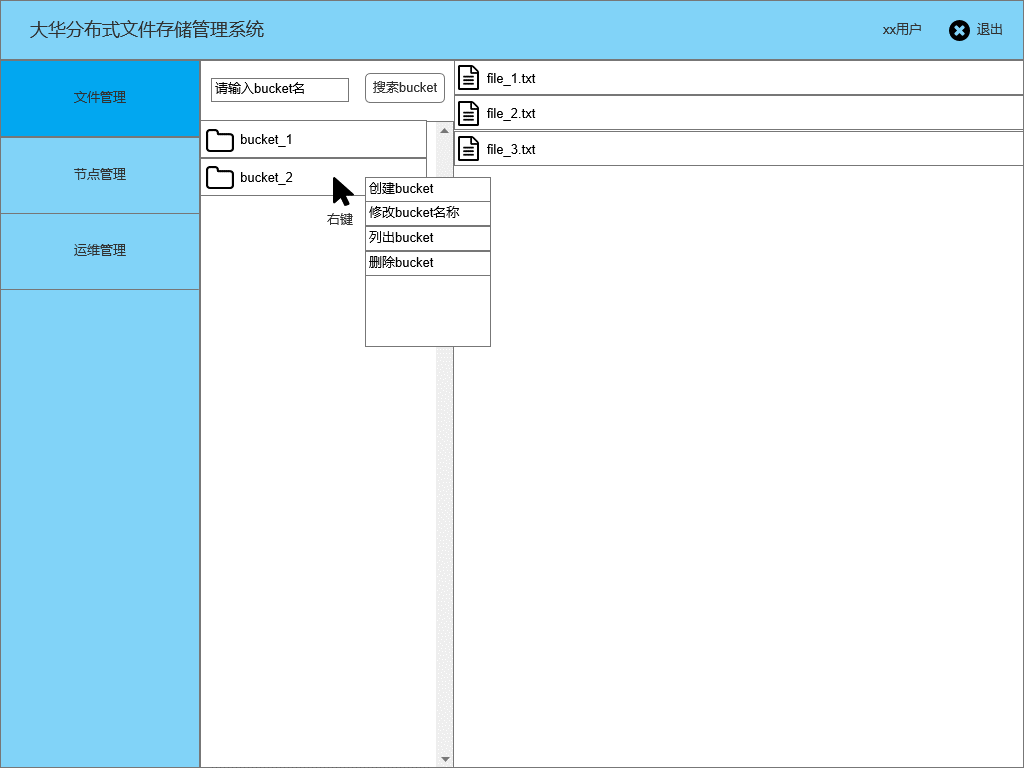 大华分布式文件存储管理系统
xx用户
退出
文件管理
节点管理
运维管理
请输入bucket名
搜索bucket
bucket_1
bucket_2
右键
创建bucket
修改bucket名称
列出bucket
删除bucket
file_1.txt
file_2.txt
file_3.txt